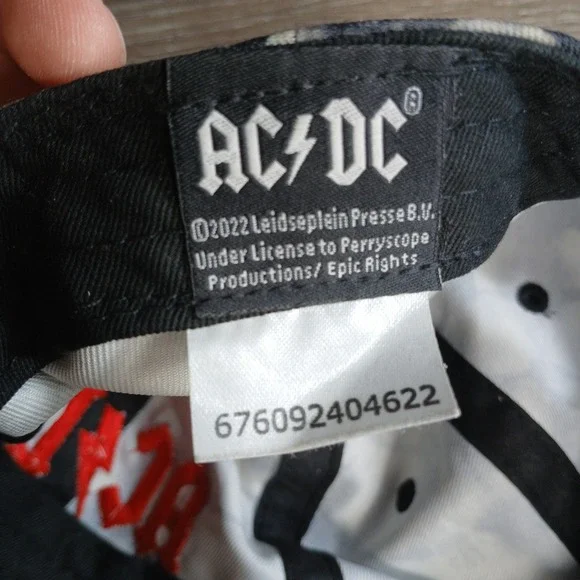 AC⚡DC®
©2022 Leidseplein Presse B.V.
Under License to Perryscope
Productions/ Epic Rights
676092404622